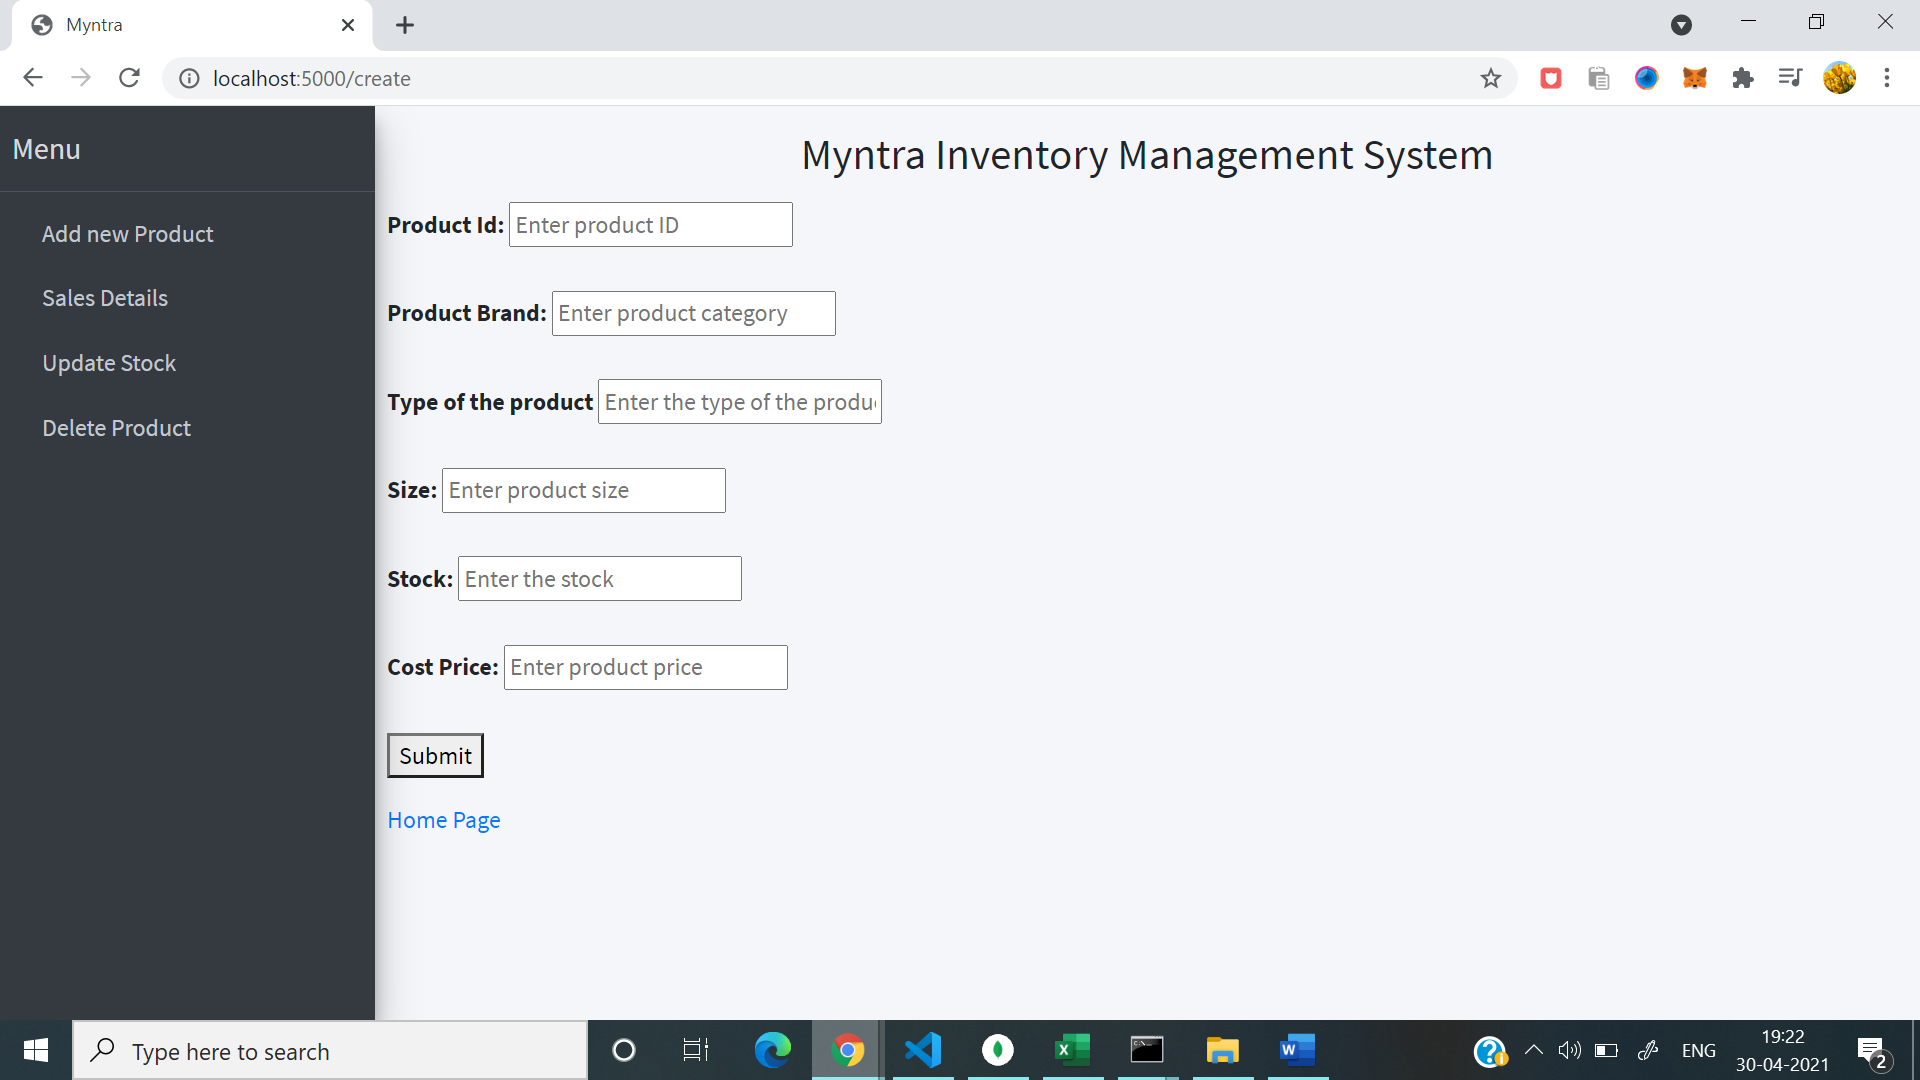 Myntra
localhost:5000/create
Menu
Add new Product
Sales Details
Update Stock
Delete Product
Myntra Inventory Management System
Product Id: Enter product ID
Product Brand: Enter product category
Type of the product Enter the type of the produc
Size: Enter product size
Stock: Enter the stock
Cost Price: Enter product price
Submit
Home Page
Type here to search
ENG
19:22
30-04-2021
2